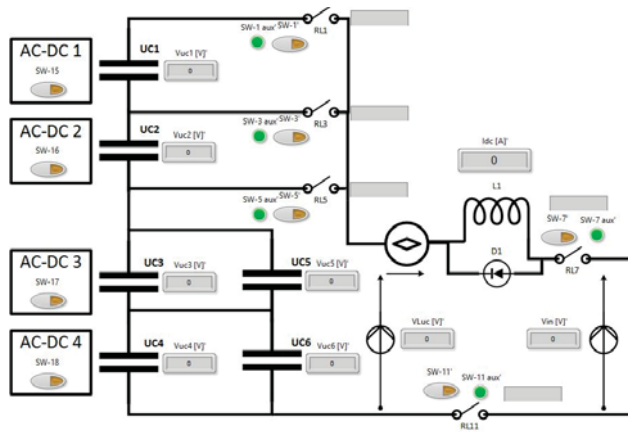 AC-DC 1
SW-15
UC1
Vuc1 [V]'
0
SW-1 aux'
SW-1'
RL1
AC-DC 2
SW-16
UC2
Vuc2 [V]'
0
SW-3 aux'
SW-3'
RL3
Idc [A]'
0
L1
SW-5 aux'
SW-5'
RL5
SW-7'
SW-7 aux'
RL7
D1
AC-DC 3
SW-17
UC3
Vuc3 [V]'
0
UC5
Vuc5 [V]'
0
AC-DC 4
SW-18
UC4
Vuc4 [V]'
0
UC6
Vuc6 [V]'
0
VLuc [V]'
0
Vin [V]'
0
SW-11'
SW-11 aux'
RL11